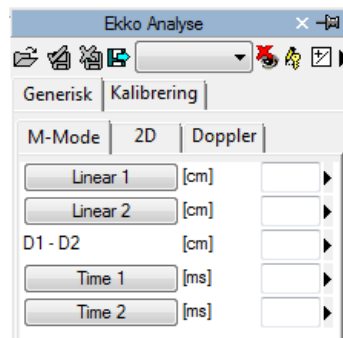 Ekko Analyse
Generisk Kalibrering
M-Mode 2D Doppler
Linear 1 [cm]
Linear 2 [cm]
D1 - D2 [cm]
Time 1 [ms]
Time 2 [ms]